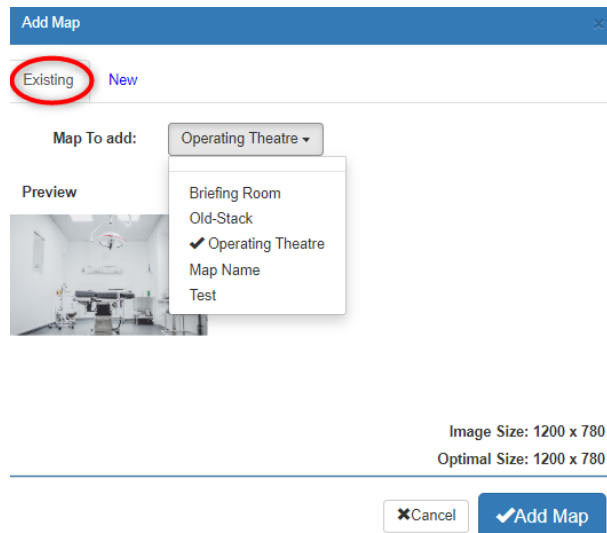 Add Map
×
Existing New
Map To add: Operating Theatre
Preview
Briefing Room
Old-Stack
✔ Operating Theatre
Map Name
Test
Image Size: 1200 x 780
Optimal Size: 1200 x 780
✖Cancel ✔Add Map